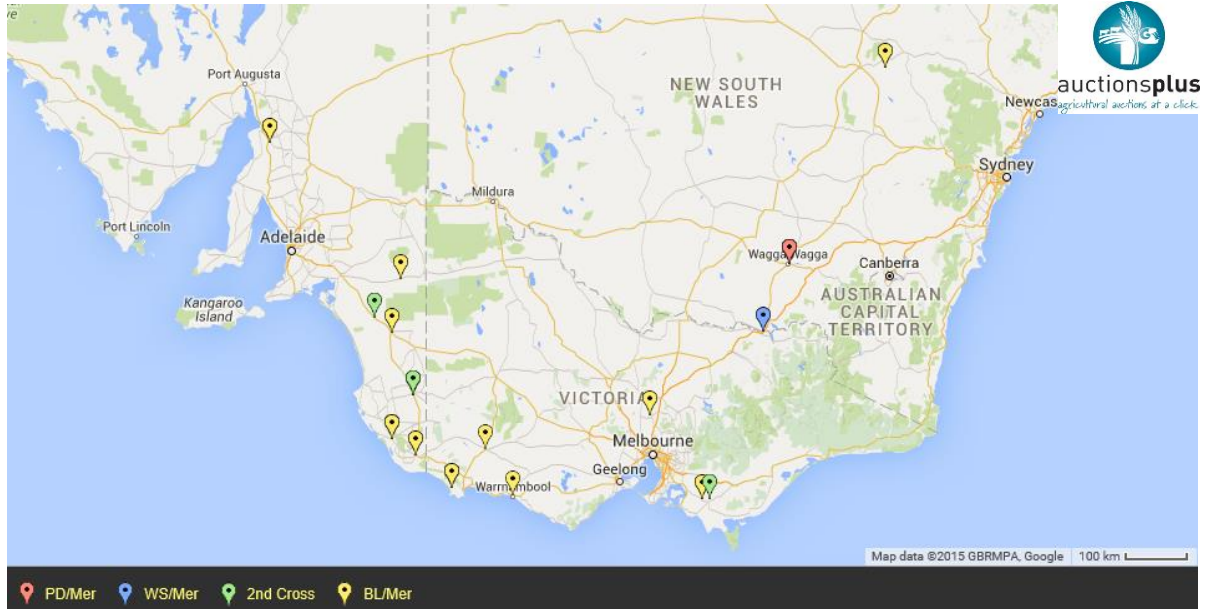 ve
Port Augusta
NEW SOUTH
WALES
auctionsplus
agricultural auctions at a click
Newcas
Sydney
Mildura
Port Lincoln
Adelaide
Wagga Wagga
Canberra
Kangaroo
Island
AUSTRALIAN
CAPITAL
TERRITORY
VICTORIA
Melbourne
Geelong
Warrnambool
Map data ©2015 GBRMPA, Google 100 km
PD/Mer WS/Mer 2nd Cross BL/Mer